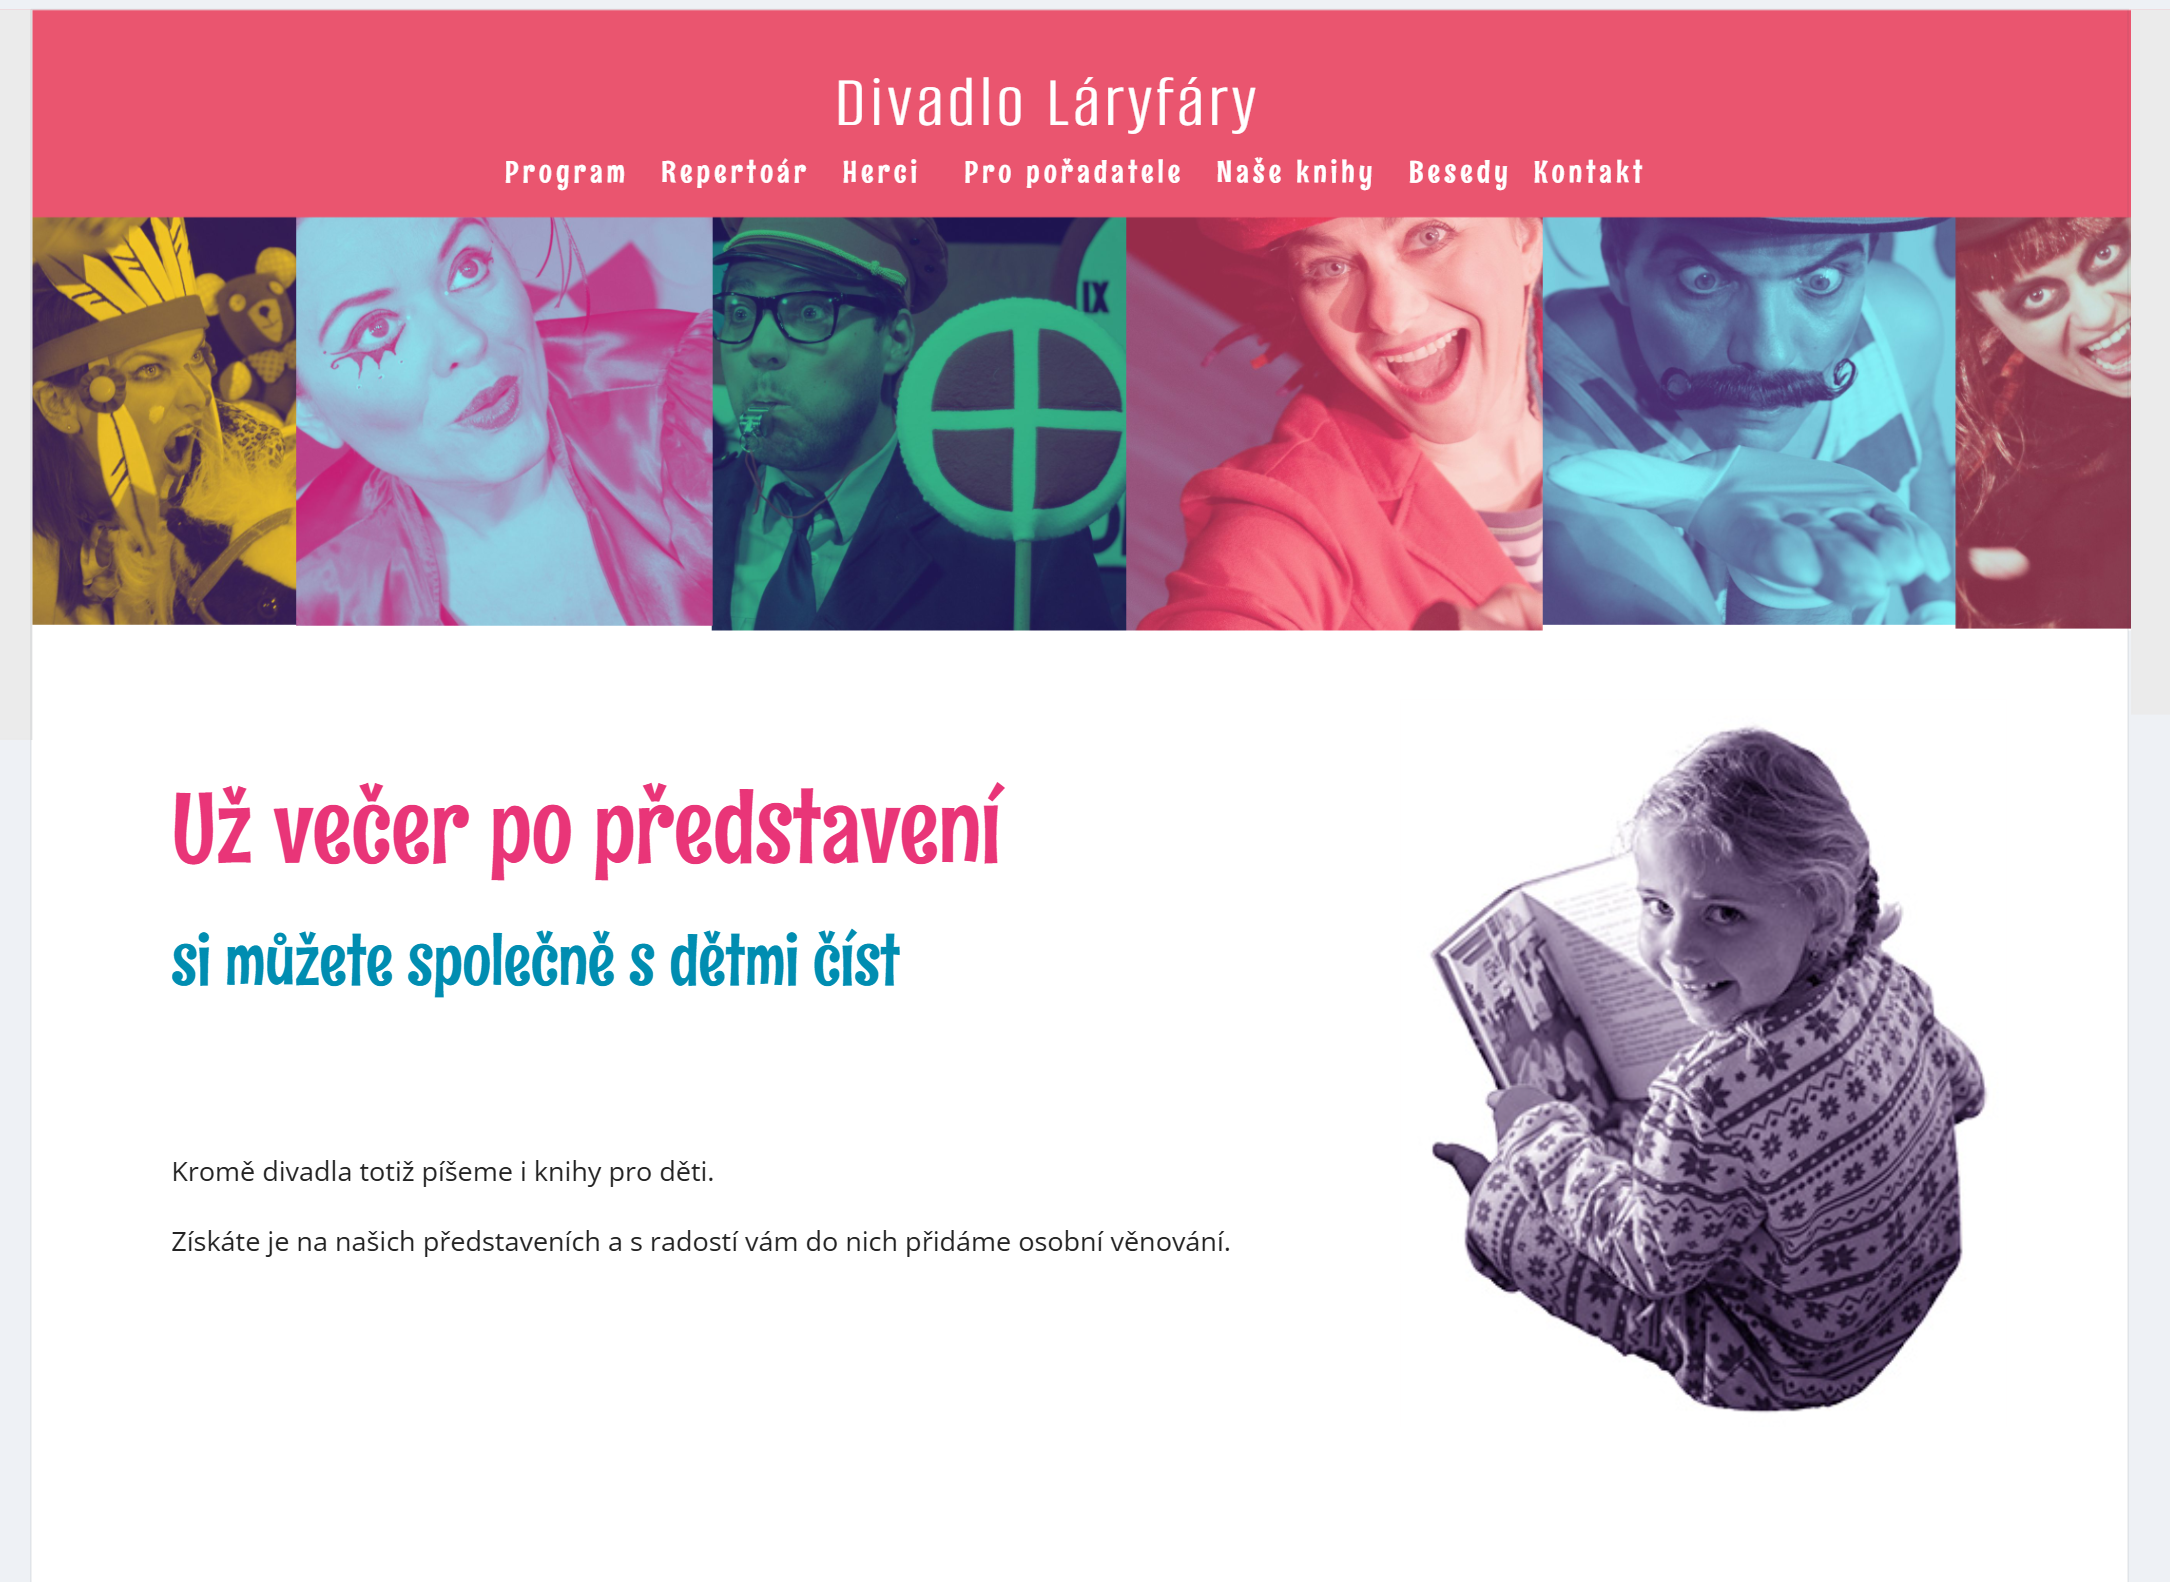 Divadlo Láryfáry
Program Repertoár Herci Pro pořadatele Naše knihy Besedy Kontakt
IX
Už večer po představení
si můžete společně s dětmi číst
Kromě divadla totiž píšeme i knihy pro děti.
Získáte je na našich představeních a s radostí vám do nich přidáme osobní věnování.